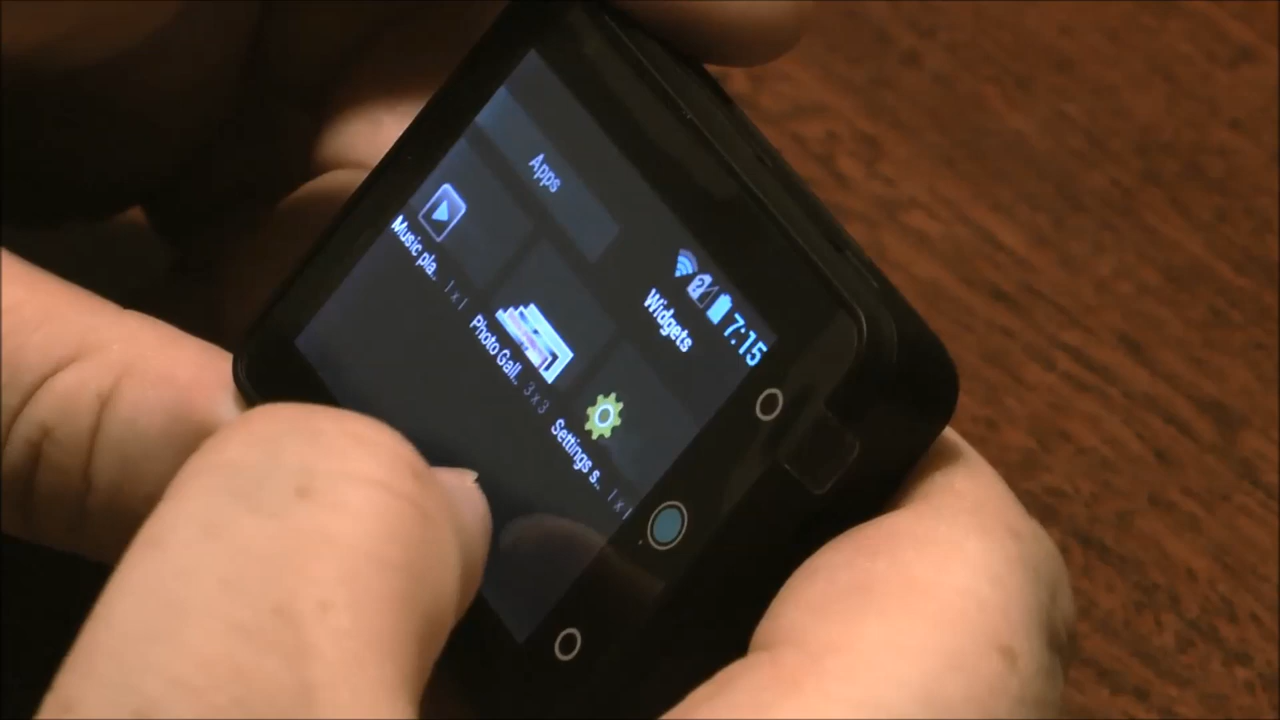 7:15
Apps
Widgets
Music pla..
1 x 1
Photo Gall..
3 x 3
Settings s..
1 x 1